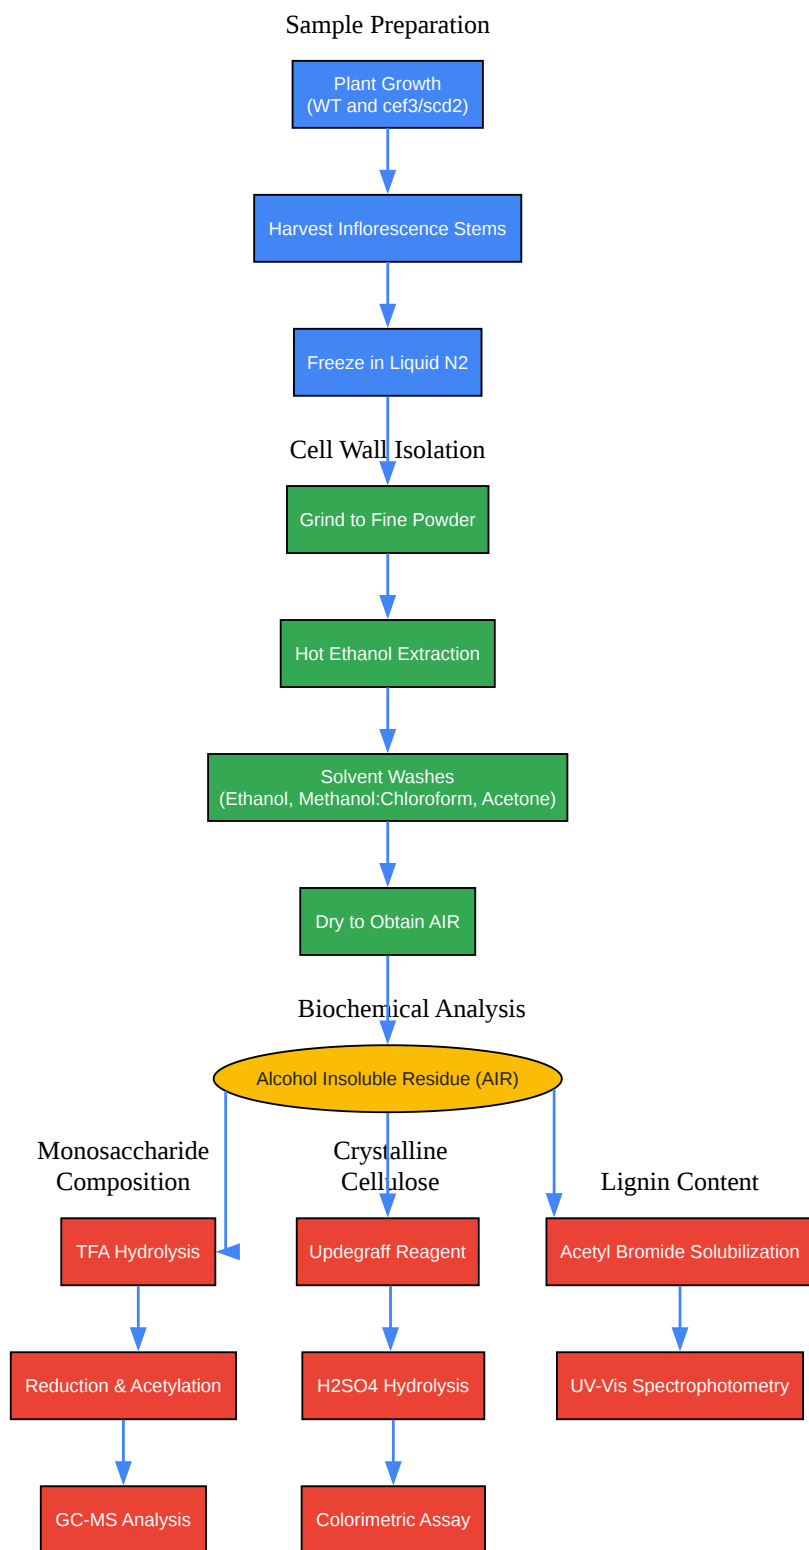 Sample Preparation
Plant Growth
(WT and cef3/scd2)
Harvest Inflorescence Stems
Freeze in Liquid N2
Cell Wall Isolation
Grind to Fine Powder
Hot Ethanol Extraction
Solvent Washes
(Ethanol, Methanol:Chloroform, Acetone)
Dry to Obtain AIR
Biochemical Analysis
Alcohol Insoluble Residue (AIR)
Monosaccharide
Composition
Crystalline
Cellulose
Lignin Content
TFA Hydrolysis
Updegraff Reagent
Acetyl Bromide Solubilization
Reduction & Acetylation
H2SO4 Hydrolysis
UV-Vis Spectrophotometry
GC-MS Analysis
Colorimetric Assay